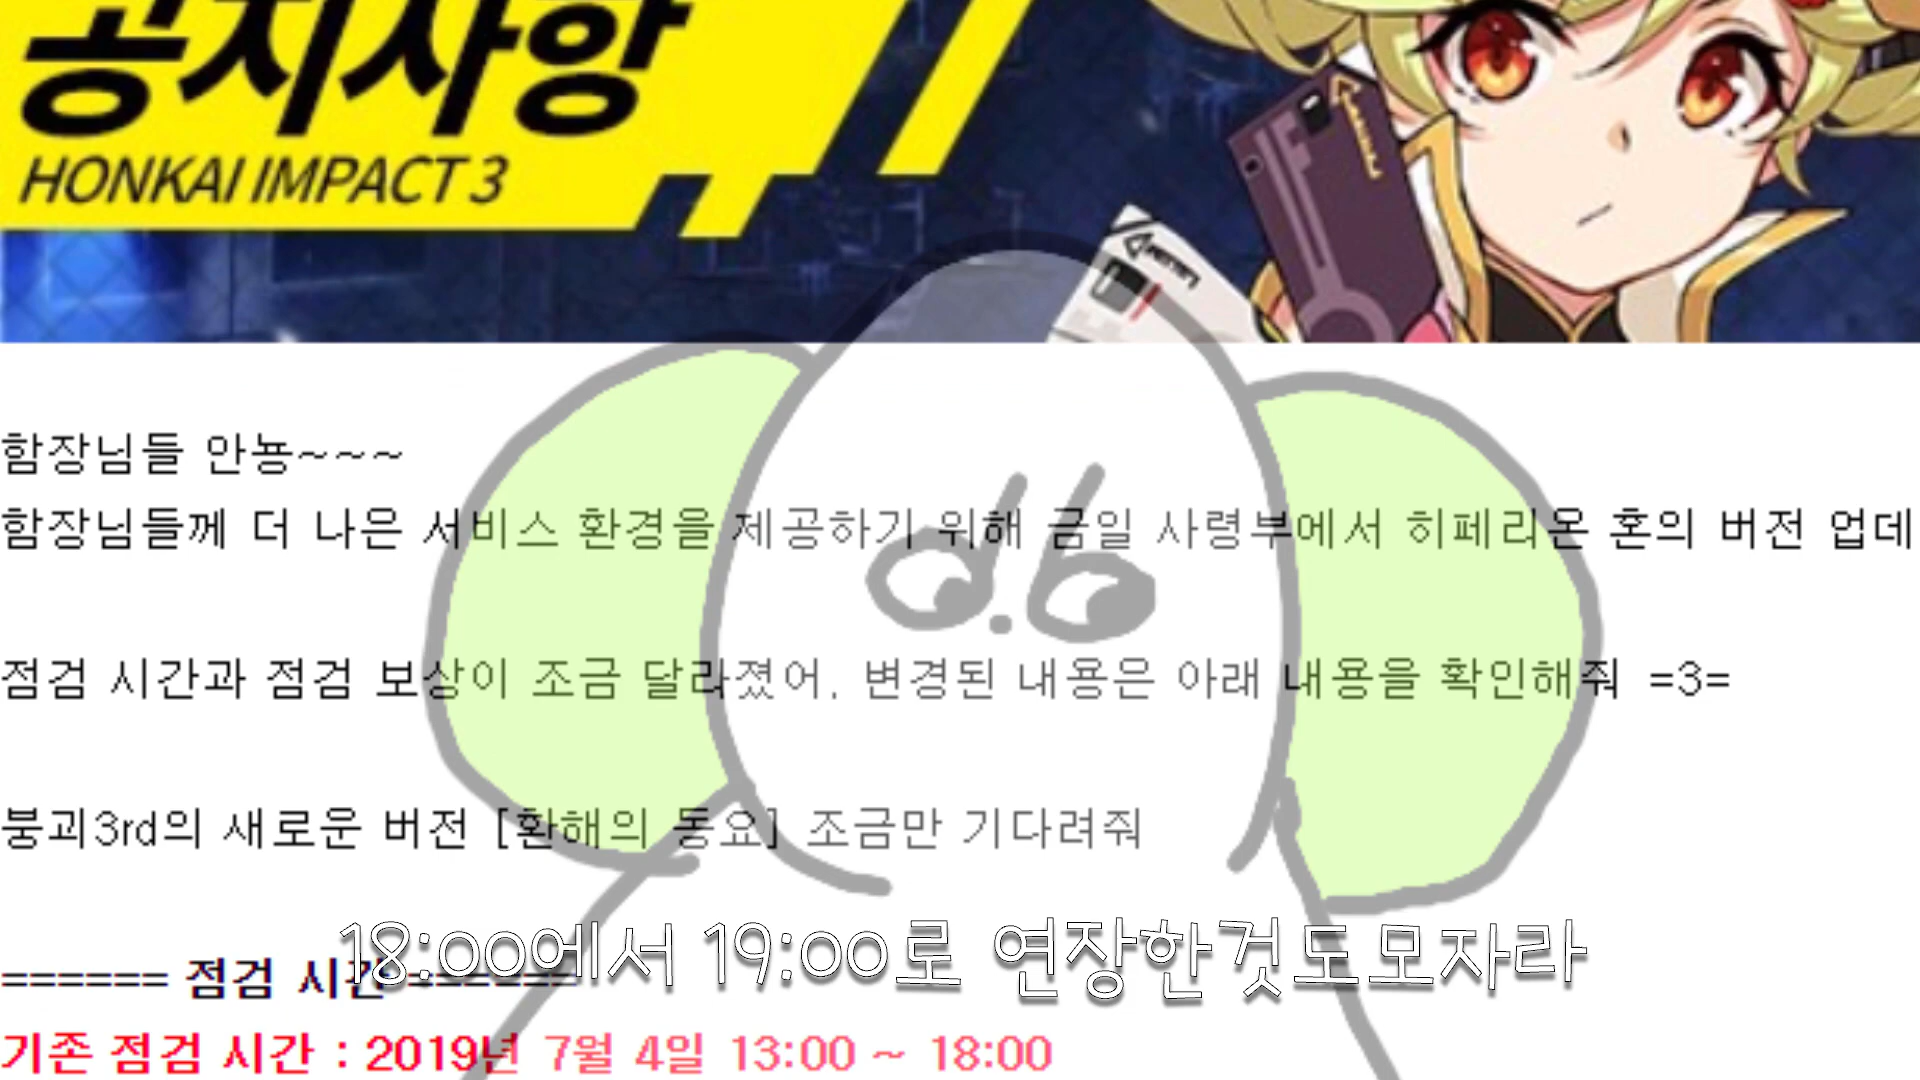 공지사항
HONKAI IMPACT 3
함장님들 안뇽~~~
함장님들께 더 나은 서비스 환경을 제공하기 위해 금일 사령부에서 히페리온 혼의 버전 업데
d.b
점검 시간과 점검 보상이 조금 달라졌어. 변경된 내용은 아래 내용을 확인해줘 =3=
붕괴3rd의 새로운 버전 [환해의 동요] 조금만 기다려줘
18:00에서 19:00로 연장한것도모자라
====== 점검 시간 ======
기존 점검 시간 : 2019년 7월 4일 13:00 ~ 18:00